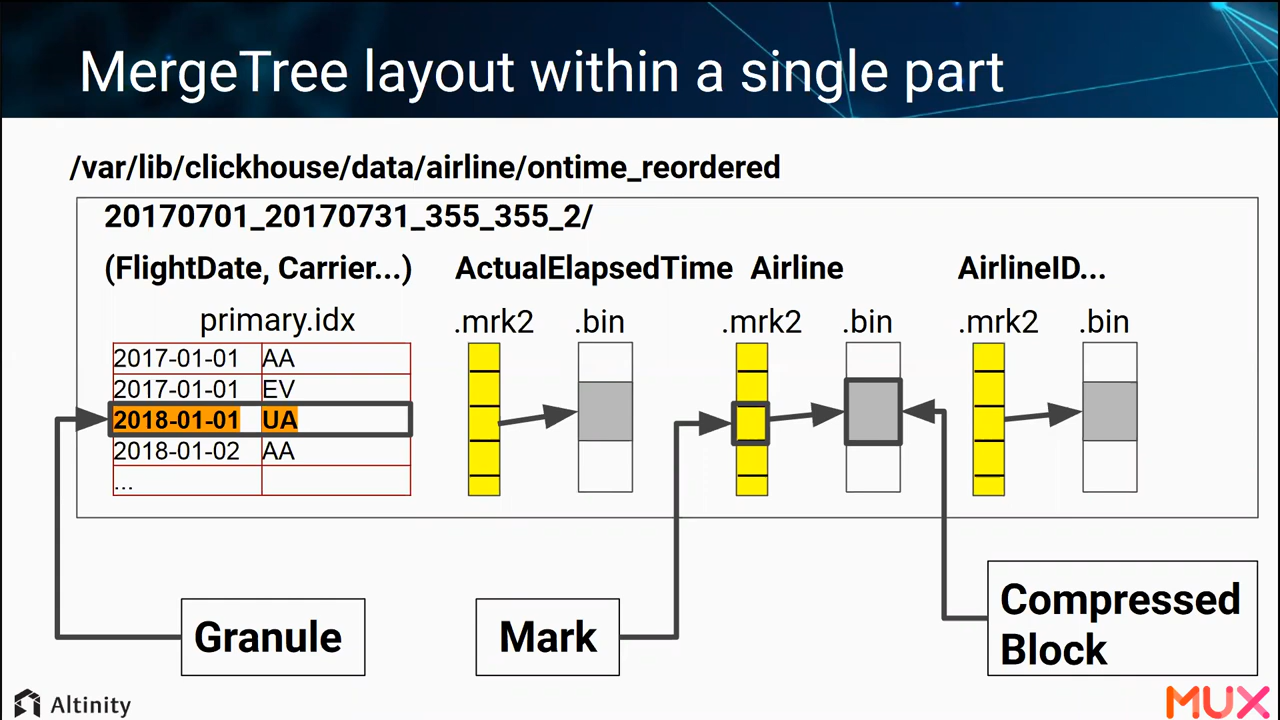 MergeTree layout within a single part
/var/lib/clickhouse/data/airline/ontime_reordered
20170701_20170731_355_355_2/
(FlightDate, Carrier...) ActualElapsedTime Airline AirlineID...
primary.idx .mrk2 .bin .mrk2 .bin .mrk2 .bin
2017-01-01 AA
2017-01-01 EV
2018-01-01 UA
2018-01-02 AA
...
Granule
Mark
Compressed
Block
Altinity
MUX